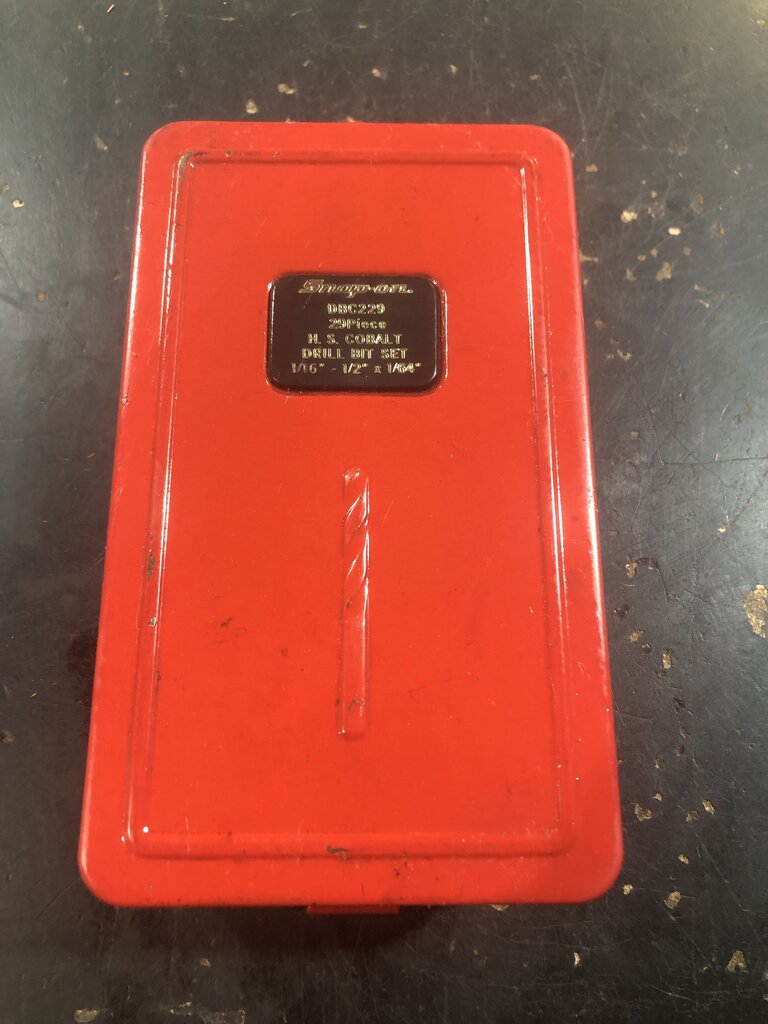 Snap-on.
DBC229
29Piece
H. S. COBALT
DRILL BIT SET
1/16" - 1/2" x 1/64"